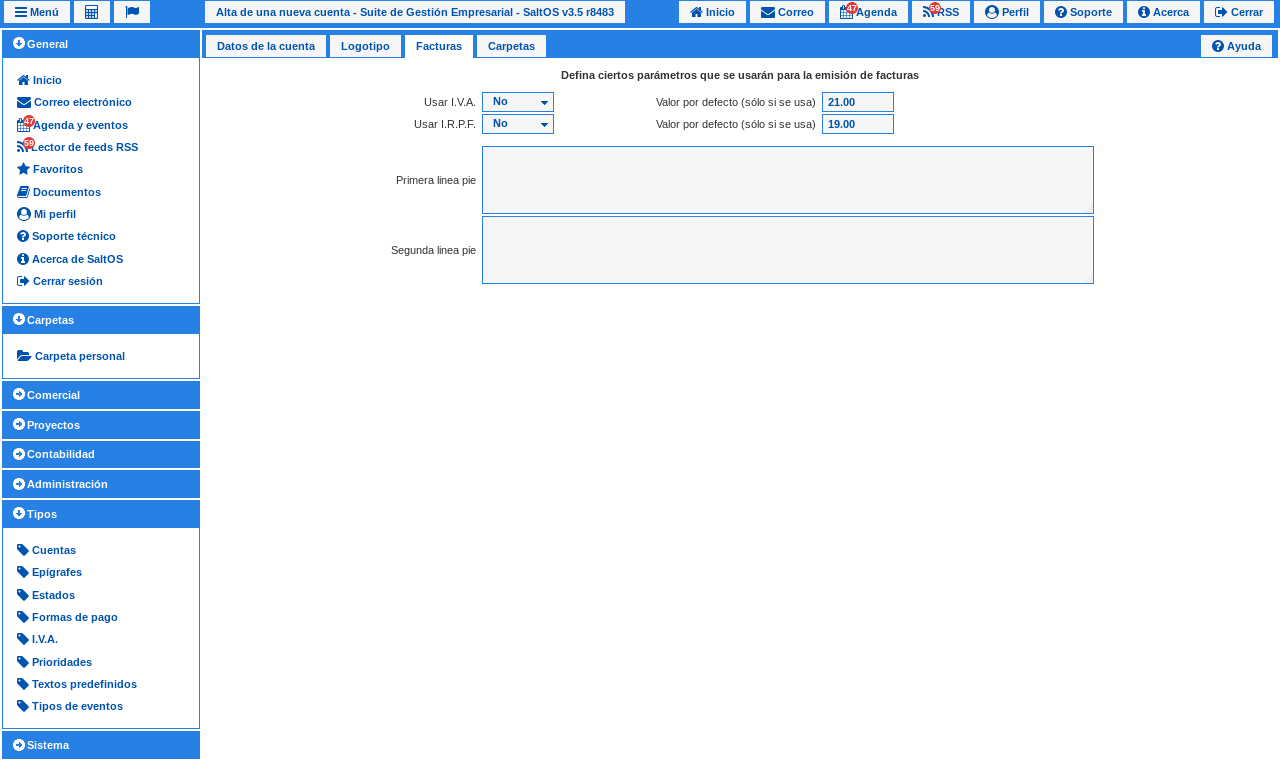 Menú
Alta de una nueva cuenta - Suite de Gestión Empresarial - SaltOS v3.5 r8483
Inicio
Correo
47
Agenda
59
RSS
Perfil
Soporte
Acerca
Cerrar
General
Inicio
Correo electrónico
47
Agenda y eventos
59
Lector de feeds RSS
Favoritos
Documentos
Mi perfil
Soporte técnico
Acerca de SaltOS
Cerrar sesión
Carpetas
Carpeta personal
Comercial
Proyectos
Contabilidad
Administración
Tipos
Cuentas
Epígrafes
Estados
Formas de pago
I.V.A.
Prioridades
Textos predefinidos
Tipos de eventos
Sistema
Datos de la cuenta
Logotipo
Facturas
Carpetas
Ayuda
Defina ciertos parámetros que se usarán para la emisión de facturas
Usar I.V.A. No Valor por defecto (sólo si se usa) 21.00
Usar I.R.P.F. No Valor por defecto (sólo si se usa) 19.00
Primera linea pie
Segunda linea pie